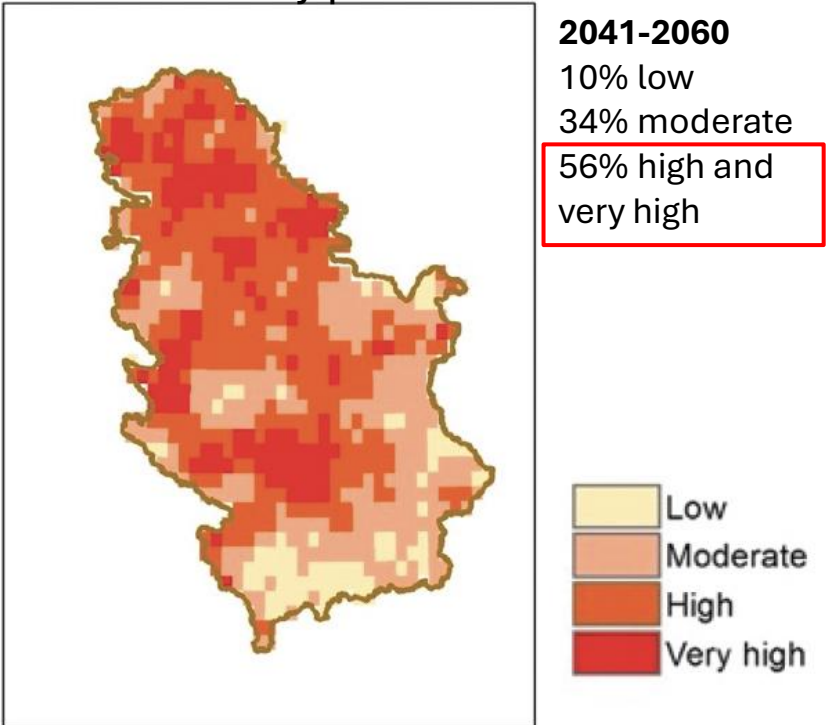 2041-2060
10% low
34% moderate
56% high and
very high
Low
Moderate
High
Very high